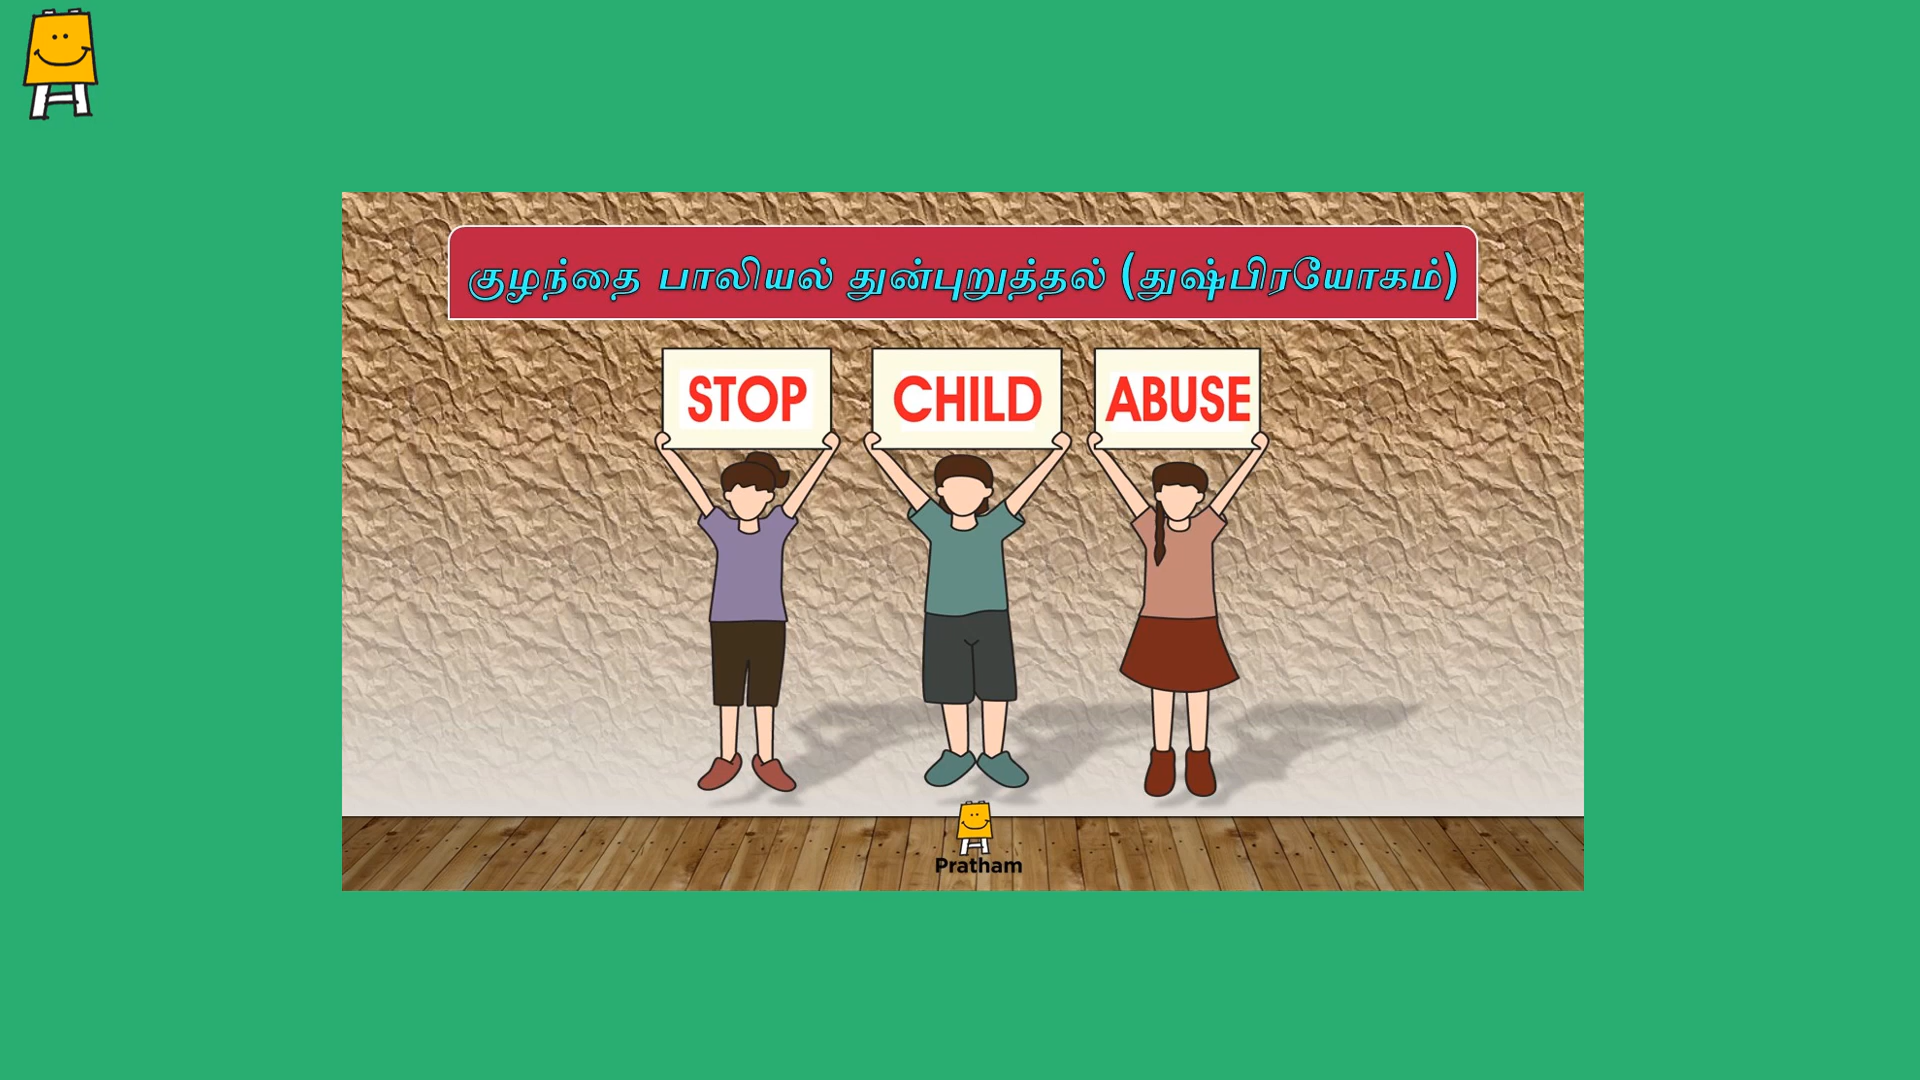 குழந்தை பாலியல் துன்புறுத்தல் (துஷ்பிரயோகம்)
STOP CHILD ABUSE
Pratham